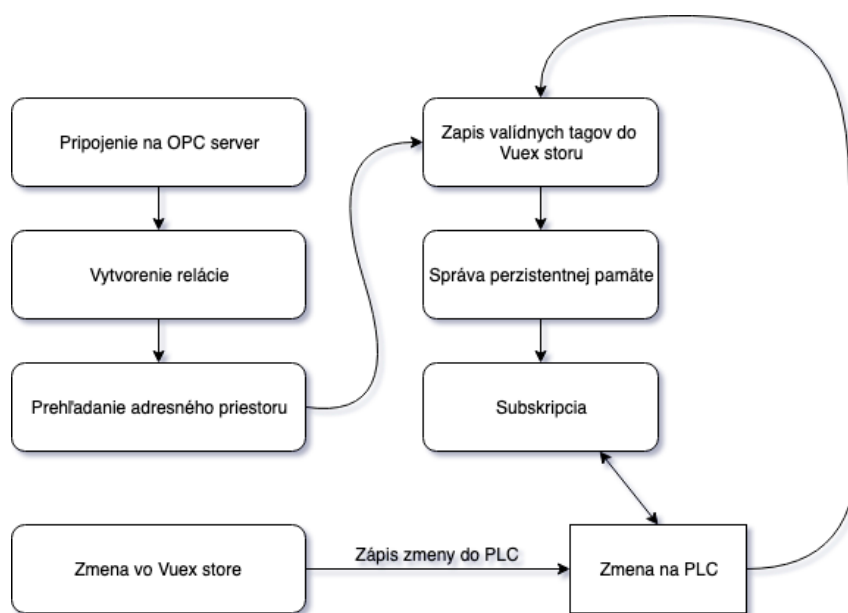 Pripojenie na OPC server
Vytvorenie relácie
Prehľadanie adresného priestoru
Zapis valídnych tagov do
Vuex storu
Správa perzistentnej pamäte
Subskripcia
Zmena vo Vuex store
Zápis zmeny do PLC
Zmena na PLC